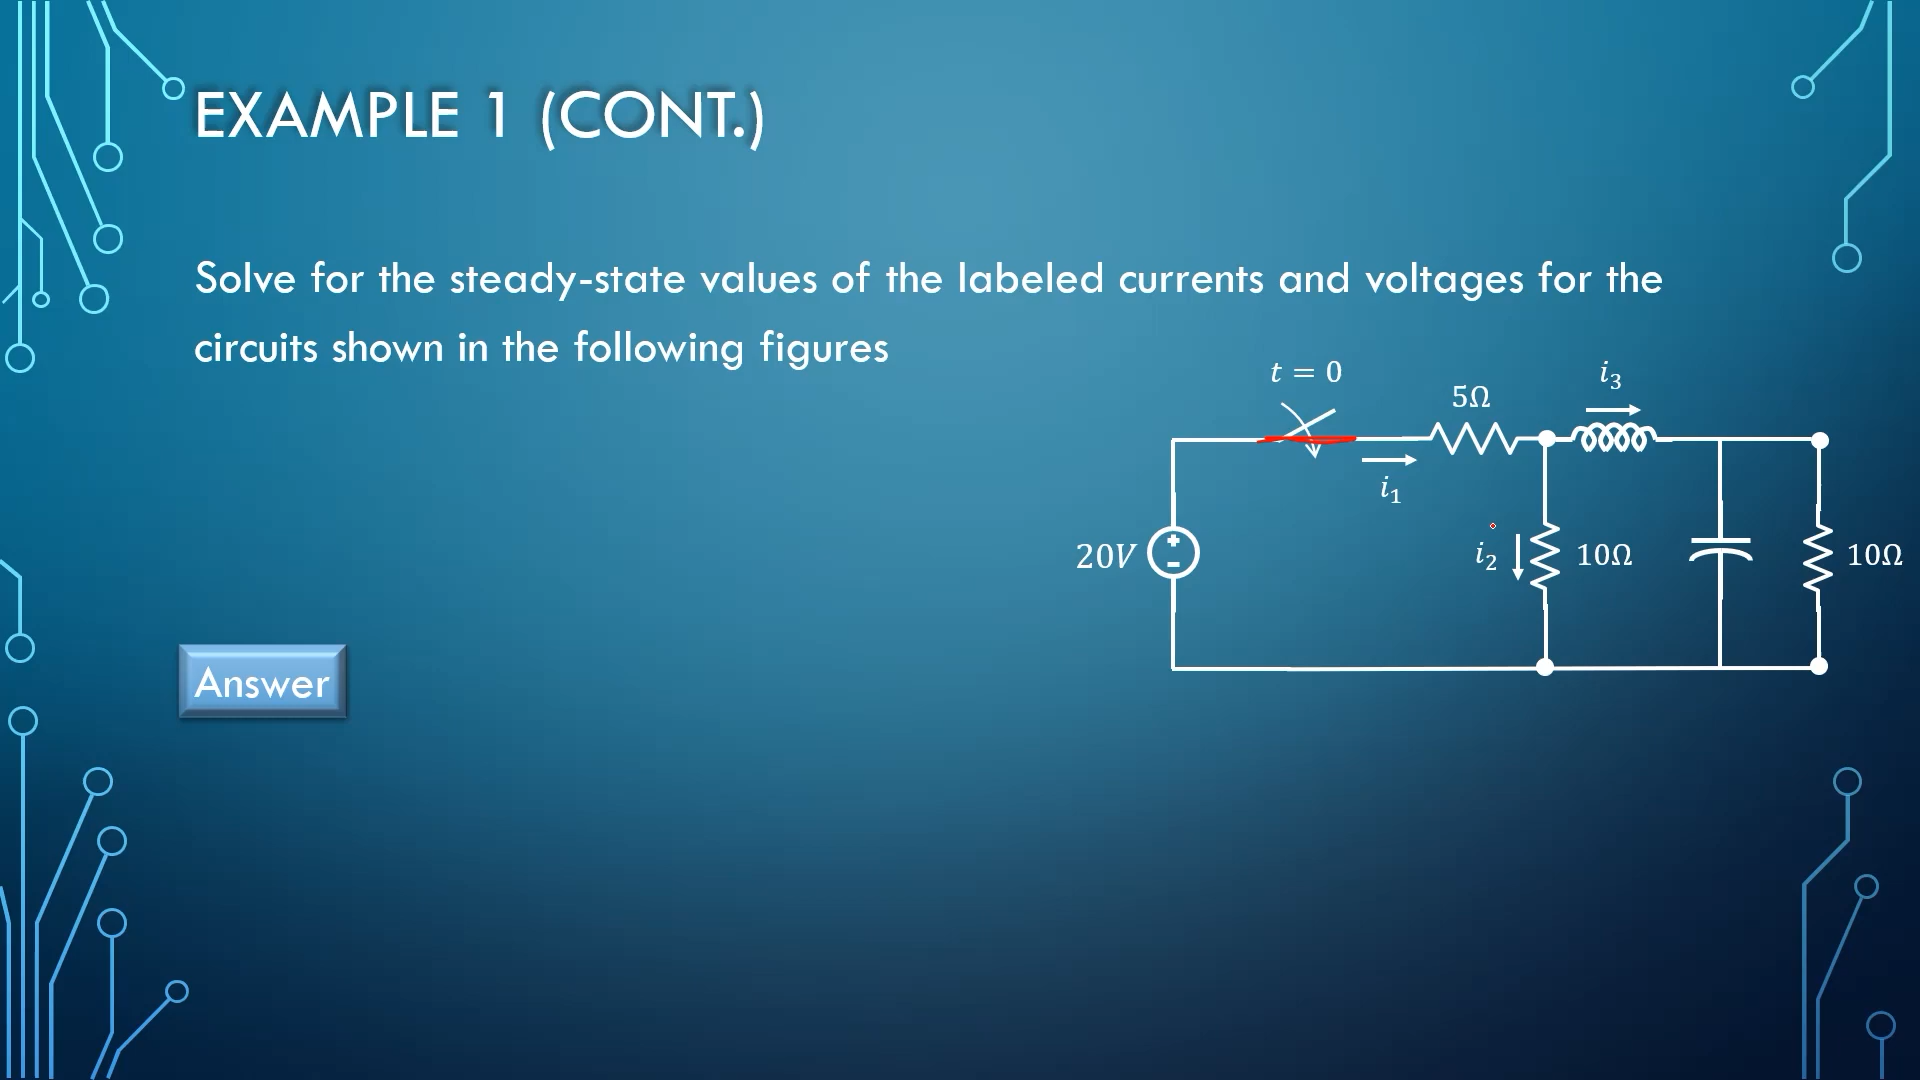 EXAMPLE 1 (CONT.)
Solve for the steady-state values of the labeled currents and voltages for the
circuits shown in the following figures
t = 0
i₃
5Ω
i₁
20V
i₂
10Ω
10Ω
Answer